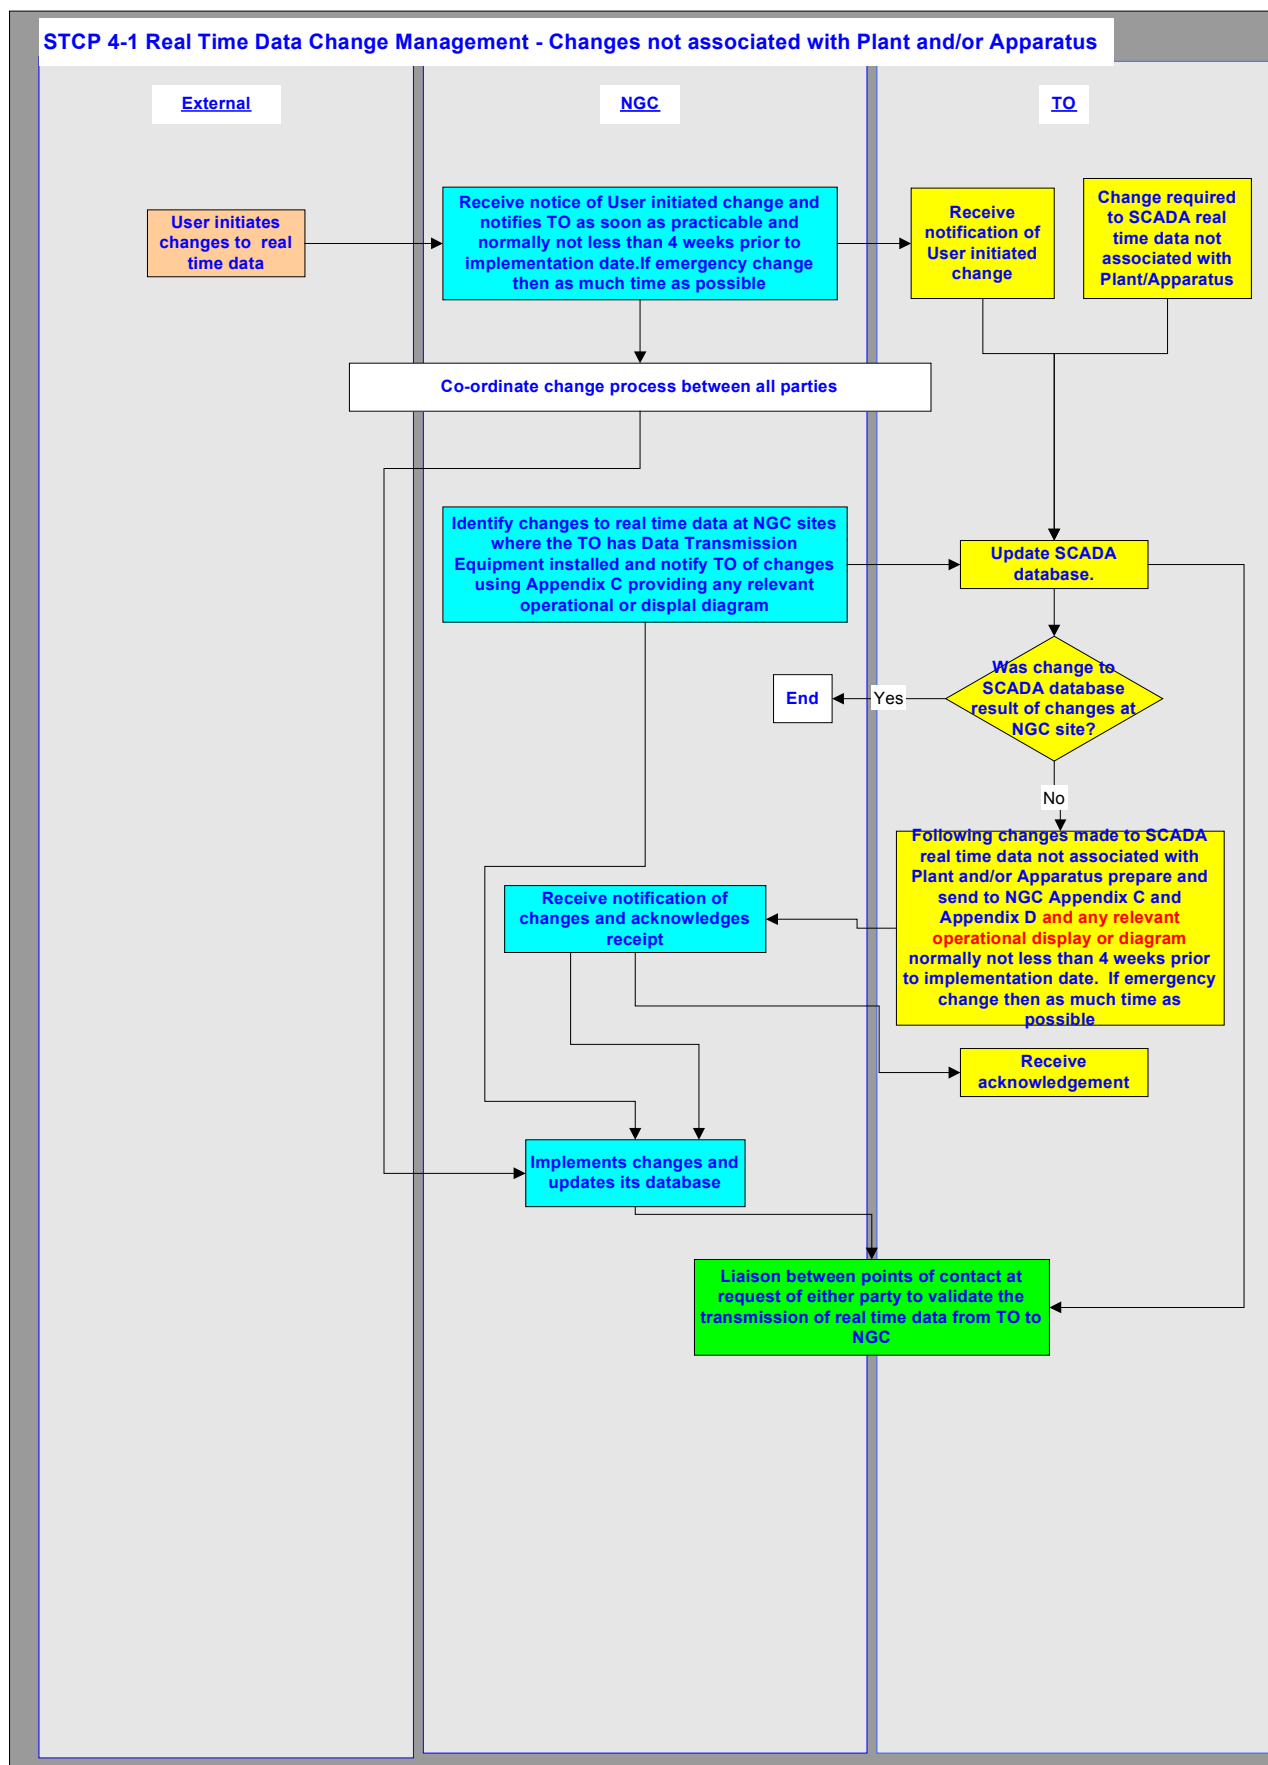 STCP 4-1 Real Time Data Change Management - Changes not associated with Plant and/or Apparatus
External
NGC
TO
User initiates
changes to real
time data
Receive notice of User initiated change and
notifies TO as soon as practicable and
normally not less than 4 weeks prior to
implementation date.If emergency change
then as much time as possible
Receive
notification of
User initiated
change
Change required
to SCADA real
time data not
associated with
Plant/Apparatus
Co-ordinate change process between all parties
Identify changes to real time data at NGC sites
where the TO has Data Transmission
Equipment installed and notify TO of changes
using Appendix C providing any relevant
operational or displal diagram
Update SCADA
database.
Was change to
SCADA database
result of changes at
NGC site?
Yes
End
No
Following changes made to SCADA
real time data not associated with
Plant and/or Apparatus prepare and
send to NGC Appendix C and
Appendix D and any relevant
operational display or diagram
normally not less than 4 weeks prior
to implementation date. If emergency
change then as much time as
possible
Receive notification of
changes and acknowledges
receipt
Receive
acknowledgement
Implements changes and
updates its database
Liaison between points of contact at
request of either party to validate the
transmission of real time data from TO to
NGC